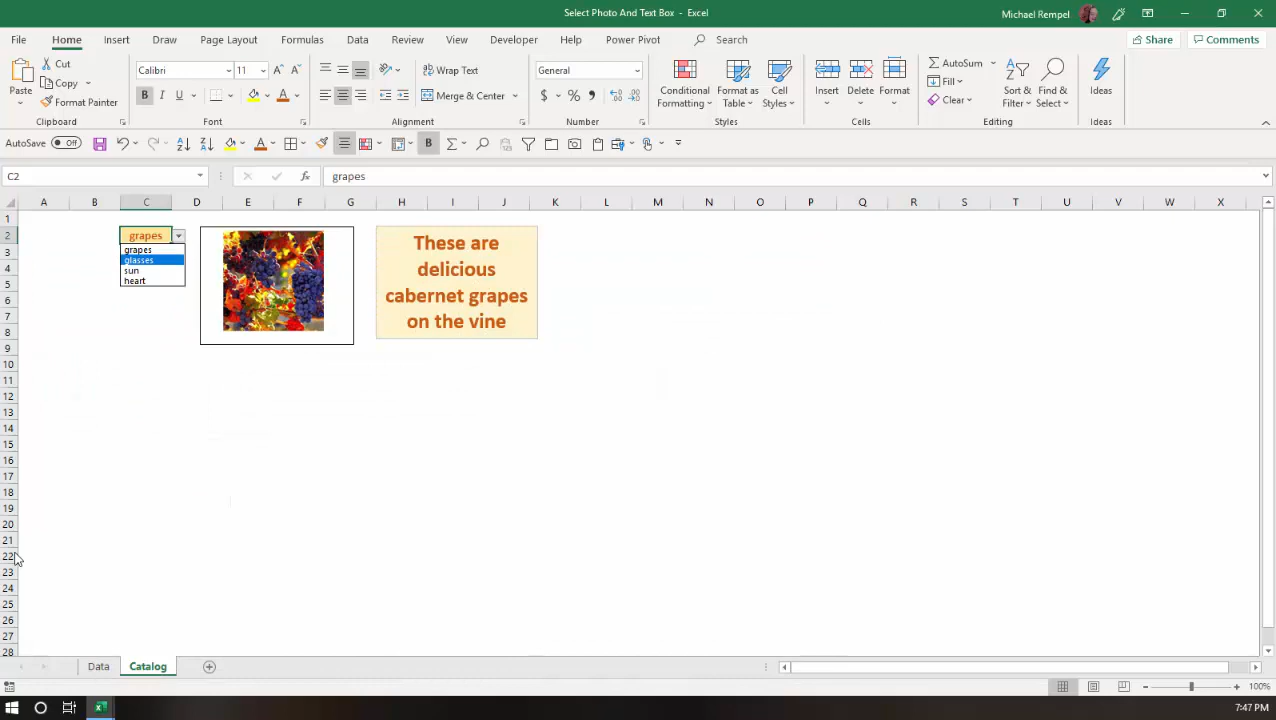 Select Photo And Text Box - Excel
Michael Rempel
File Home Insert Draw Page Layout Formulas Data Review View Developer Help Power Pivot Search Share Comments
Paste Cut Copy Format Painter
Calibri 11
B I U
Wrap Text
Merge & Center
General
$ % ,
Conditional Formatting
Format as Table
Cell Styles
Insert Delete Format
AutoSum
Fill
Clear
Sort & Filter
Find & Select
Ideas
Clipboard Font Alignment Number Styles Cells Editing Ideas
AutoSave Off
C2 fx grapes
A B C D E F G H I J K L M N O P Q R S T U V W X
1
2 grapes
grapes
glasses
sun
heart
These are
delicious
cabernet grapes
on the vine
3
4
5
6
7
8
9
10
11
12
13
14
15
16
17
18
19
20
21
22
23
24
25
26
27
28
Data Catalog
100%
7:47 PM